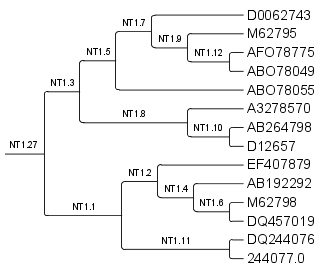 D0062743
NT1.7
M62795
NT1.9
AFO78775
NT1.5
NT1.12
ABO78049
NT1.3
ABO78055
A3278570
NT1.8
AB264798
NT1.10
NT1.27
D12657
EF407879
NT1.2
AB192292
NT1.4
M62798
NT1.1
NT1.6
DQ457019
DQ244076
NT1.11
244077.0